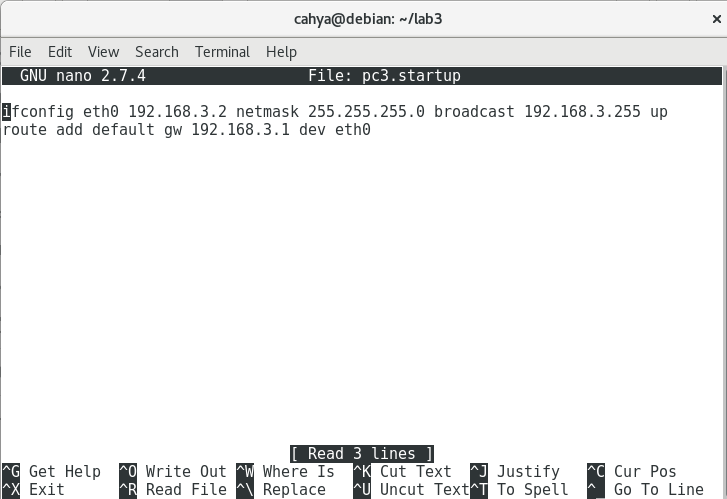 cahya@debian: ~/lab3 ×
File Edit View Search Terminal Help
GNU nano 2.7.4 File: pc3.startup
ifconfig eth0 192.168.3.2 netmask 255.255.255.0 broadcast 192.168.3.255 up
route add default gw 192.168.3.1 dev eth0
[ Read 3 lines ]
^G Get Help ^O Write Out ^W Where Is ^K Cut Text ^J Justify ^C Cur Pos
^X Exit ^R Read File ^\ Replace ^U Uncut Text ^T To Spell ^_ Go To Line